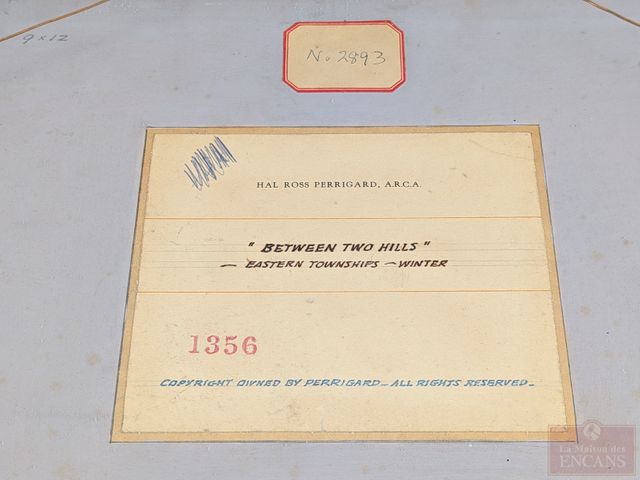 9 x 12
No. 2893
HAL ROSS PERRIGARD, A.R.C.A.
"BETWEEN TWO HILLS"
— EASTERN TOWNSHIPS — WINTER
1356
COPYRIGHT OWNED BY PERRIGARD — ALL RIGHTS RESERVED —
La Maison des
ENCANS